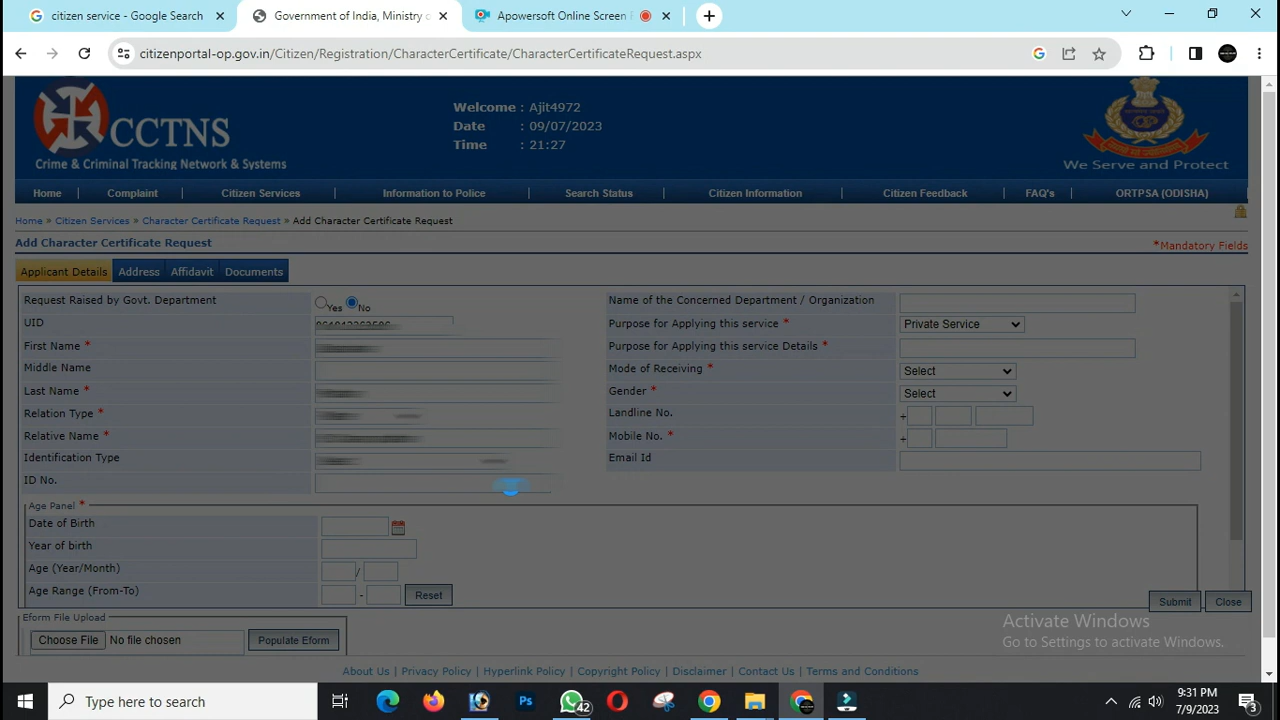 citizen service - Google Search
Government of India, Ministry
Apowersoft Online Screen
citizenportal-op.gov.in/Citizen/Registration/CharacterCertificate/CharacterCertificateRequest.aspx
CCTNS
Crime & Criminal Tracking Network & Systems
Welcome : Ajit4972
Date : 09/07/2023
Time : 21:27
We Serve and Protect
Home Complaint Citizen Services Information to Police Search Status Citizen Information Citizen Feedback FAQ's ORTPSA (ODISHA)
Home » Citizen Services » Character Certificate Request » Add Character Certificate Request
Add Character Certificate Request
*Mandatory Fields
Applicant Details Address Affidavit Documents
Request Raised by Govt. Department Yes No
Name of the Concerned Department / Organization
UID
Purpose for Applying this service * Private Service
First Name *
Purpose for Applying this service Details *
Middle Name
Mode of Receiving * Select
Last Name *
Gender * Select
Relation Type *
Landline No. +
Relative Name *
Mobile No. * +
Identification Type
Email Id
ID No.
Age Panel *
Date of Birth
Year of birth
Age (Year/Month) /
Age Range (From-To) - Reset
Submit Close
Eform File Upload
Choose File No file chosen Populate Eform
Activate Windows
Go to Settings to activate Windows.
About Us | Privacy Policy | Hyperlink Policy | Copyright Policy | Disclaimer | Contact Us | Terms and Conditions
Type here to search
Ps
42
9:31 PM
7/9/2023
3